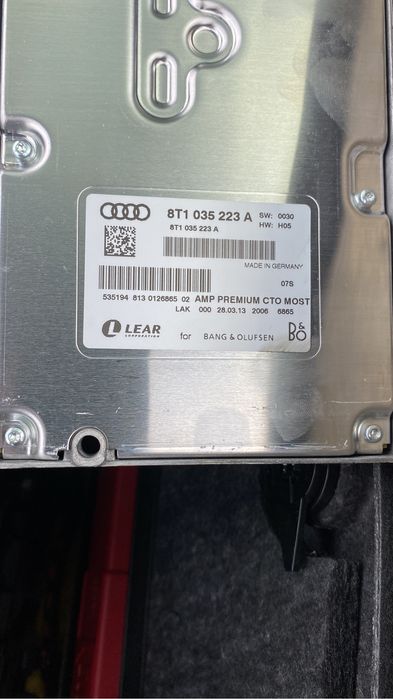 8T1 035 223 A SW: 0030
8T1 035 223 A HW: H05
MADE IN GERMANY
07S
535194 813 0126865 02 AMP PREMIUM CTO MOST
LAK 000 28.03.13 2006 6865
LEAR
CORPORATION
for BANG & OLUFSEN
B&O